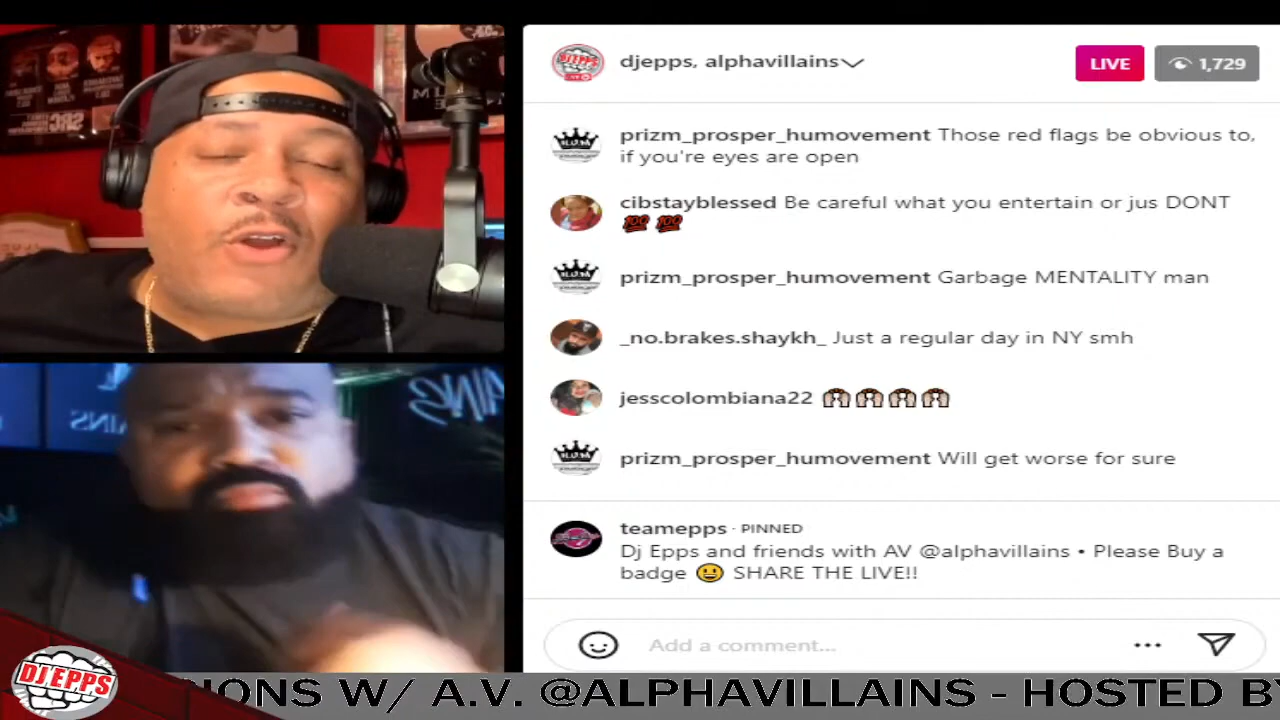 djepps, alphavillains
LIVE
1,729
prizm_prosper_humovement Those red flags be obvious to,
if you're eyes are open
cibstayblessed Be careful what you entertain or jus DONT
💯 💯
prizm_prosper_humovement Garbage MENTALITY man
_no.brakes.shaykh_ Just a regular day in NY smh
jesscolombiana22
prizm_prosper_humovement Will get worse for sure
teamepps · PINNED
Dj Epps and friends with AV @alphavillains • Please Buy a
badge 😃 SHARE THE LIVE!!
Add a comment...
DJ EPPS
IONS W/ A.V. @ALPHAVILLAINS - HOSTED BY